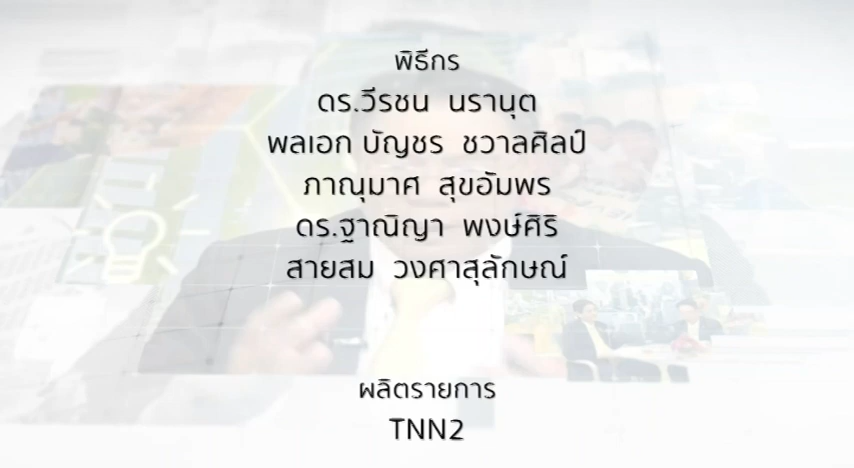 พิธีกร
ดร.วีรชน นรานุต
พลเอก บัญชร ชวาลศิลป์
ภาณุมาศ สุขอัมพร
ดร.ฐาณิญา พงษ์ศิริ
สายสม วงศาสุลักษณ์
ผลิตรายการ
TNN2